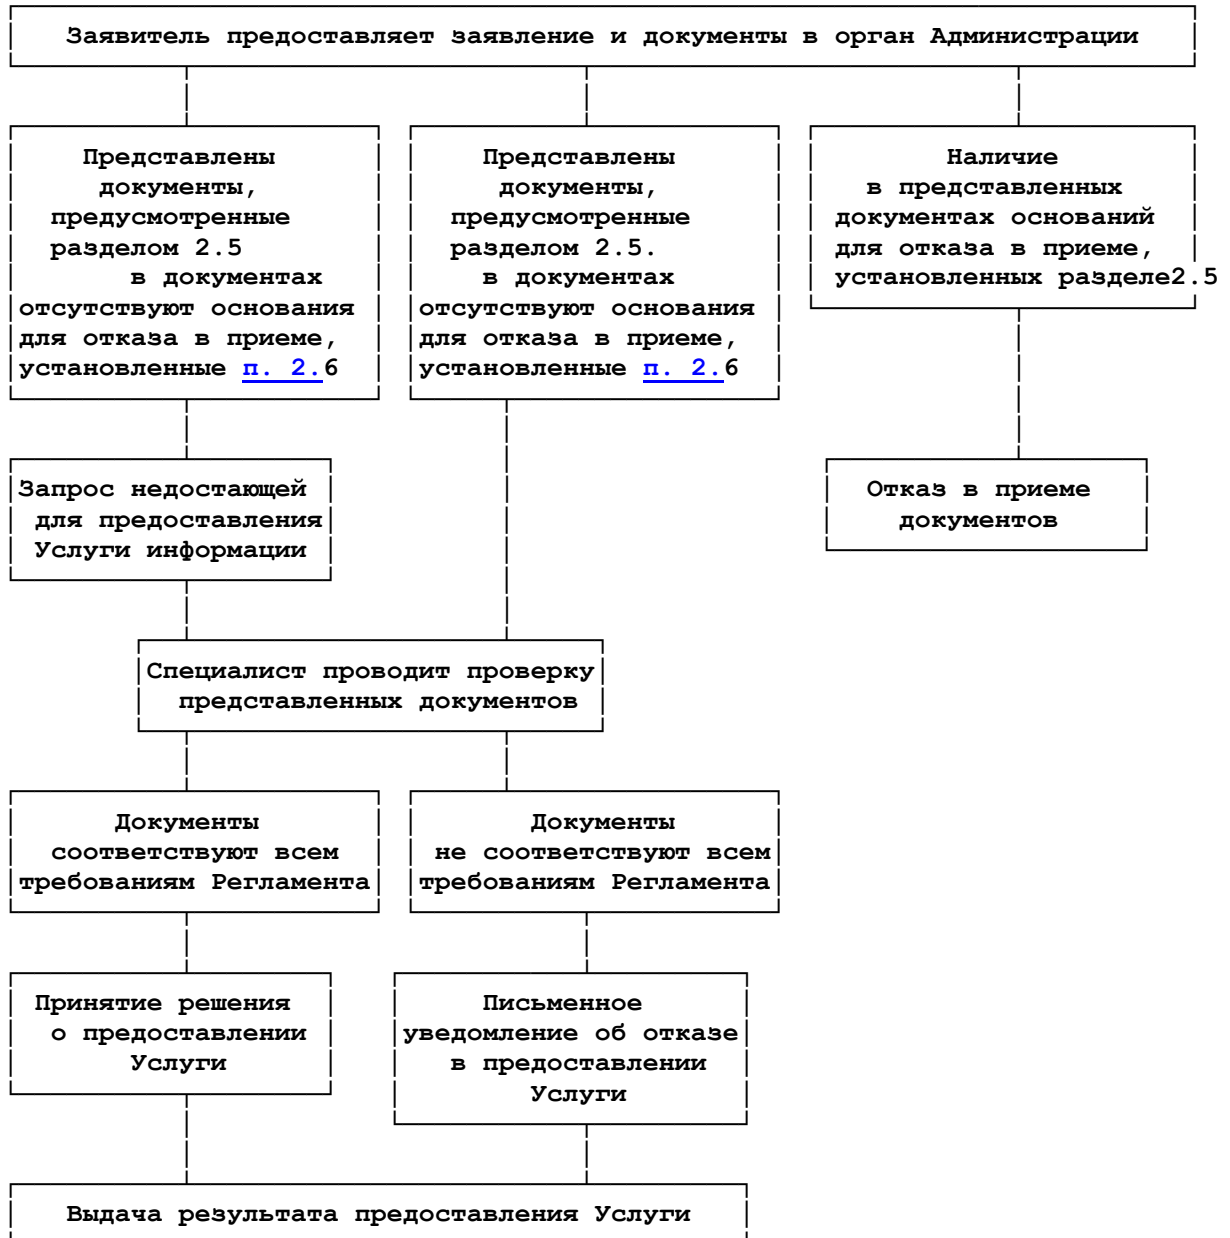 Заявитель предоставляет заявление и документы в орган Администрации
Представлены
документы,
предусмотренные
разделом 2.5
в документах
отсутствуют основания
для отказа в приеме,
установленные п. 2.6
Представлены
документы,
предусмотренные
разделом 2.5.
в документах
отсутствуют основания
для отказа в приеме,
установленные п. 2.6
Наличие
в представленных
документах оснований
для отказа в приеме,
установленных разделе2.5
Запрос недостающей
для предоставления
Услуги информации
Отказ в приеме
документов
Специалист проводит проверку
представленных документов
Документы
соответствуют всем
требованиям Регламента
Документы
не соответствуют всем
требованиям Регламента
Принятие решения
о предоставлении
Услуги
Письменное
уведомление об отказе
в предоставлении
Услуги
Выдача результата предоставления Услуги